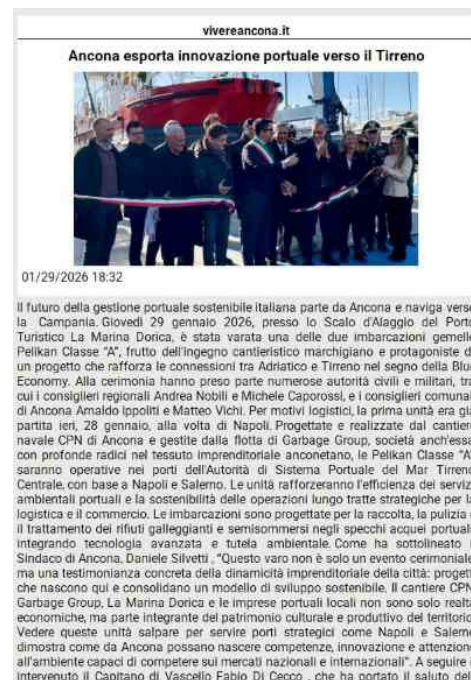 vivereancona.it
Ancona esporta innovazione portuale verso il Tirreno
01/29/2026 18:32
Il futuro della gestione portuale sostenibile italiana parte da Ancona e naviga verso
la Campania. Giovedì 29 gennaio 2026, presso lo Scalo d'Alaggio del Porto
Turistico La Marina Dorica, è stata varata una delle due imbarcazioni gemelle
Pelikan Classe "A", frutto dell'ingegno cantieristico marchigiano e protagoniste di
un progetto che rafforza le connessioni tra Adriatico e Tirreno nel segno della Blue
Economy. Alla cerimonia hanno preso parte numerose autorità civili e militari, tra
cui i consiglieri regionali Andrea Nobili e Michele Caporossi, e i consiglieri comunali
di Ancona Arnaldo Ippoliti e Matteo Vichi. Per motivi logistici, la prima unità era già
partita ieri, 28 gennaio, alla volta di Napoli. Progettate e realizzate dal cantiere
navale CPN di Ancona e gestite dalla flotta di Garbage Group, società anch'essa
con profonde radici nel tessuto imprenditoriale anconetano, le Pelikan Classe "A"
saranno operative nei porti dell'Autorità di Sistema Portuale del Mar Tirreno
Centrale, con base a Napoli e Salerno. Le unità rafforzeranno l'efficienza dei servizi
ambientali portuali e la sostenibilità delle operazioni lungo tratte strategiche per la
logistica e il commercio. Le imbarcazioni sono progettate per la raccolta, la pulizia e
il trattamento dei rifiuti galleggianti e semisommersi negli specchi acquei portuali,
integrando tecnologia avanzata e tutela ambientale. Come ha sottolineato il
Sindaco di Ancona, Daniele Silvetti , "Questo varo non è solo un evento cerimoniale,
ma una testimonianza concreta della dinamicità imprenditoriale della città: progetti
che nascono qui e consolidano un modello di sviluppo sostenibile. Il cantiere CPN,
Garbage Group, La Marina Dorica e le imprese portuali locali non sono solo realtà
economiche, ma parte integrante del patrimonio culturale e produttivo del territorio.
Vedere queste unità salpare per servire porti strategici come Napoli e Salerno
dimostra come da Ancona possano nascere competenze, innovazione e attenzione
all'ambiente capaci di competere sui mercati nazionali e internazionali". A seguire è
intervenuto il Capitano di Vascello Fabio Di Cecco , che ha portato il saluto del